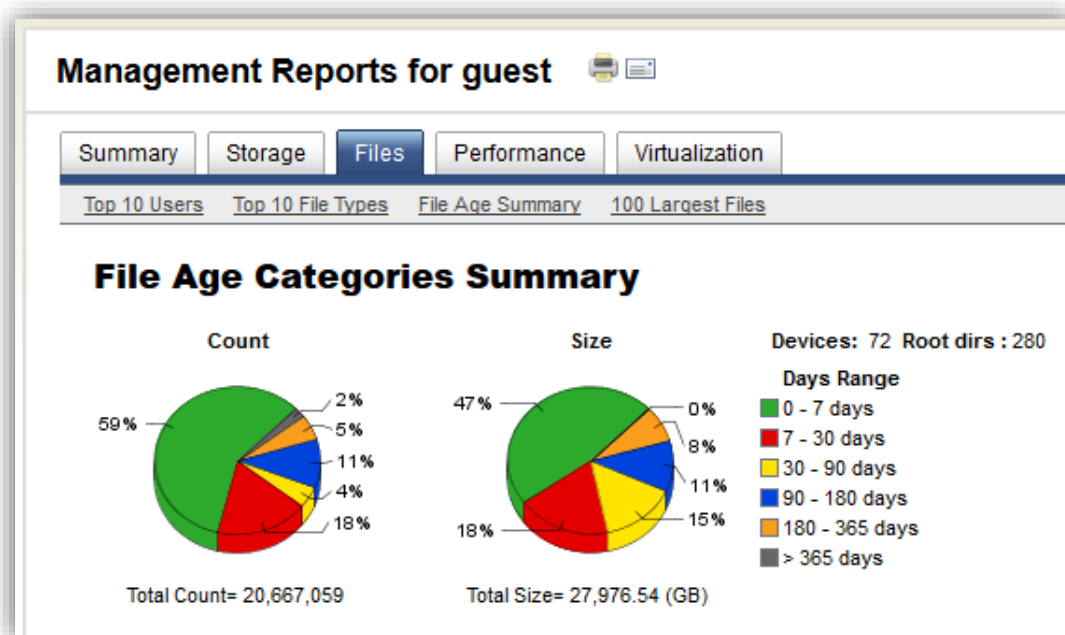 Management Reports for guest
Summary Storage Files Performance Virtualization
Top 10 Users Top 10 File Types File Age Summary 100 Largest Files
File Age Categories Summary
Count
59%
2%
5%
11%
4%
18%
Total Count= 20,667,059
Size
47%
0%
8%
11%
15%
18%
Total Size= 27,976.54 (GB)
Devices: 72 Root dirs : 280
Days Range
0 - 7 days
7 - 30 days
30 - 90 days
90 - 180 days
180 - 365 days
> 365 days